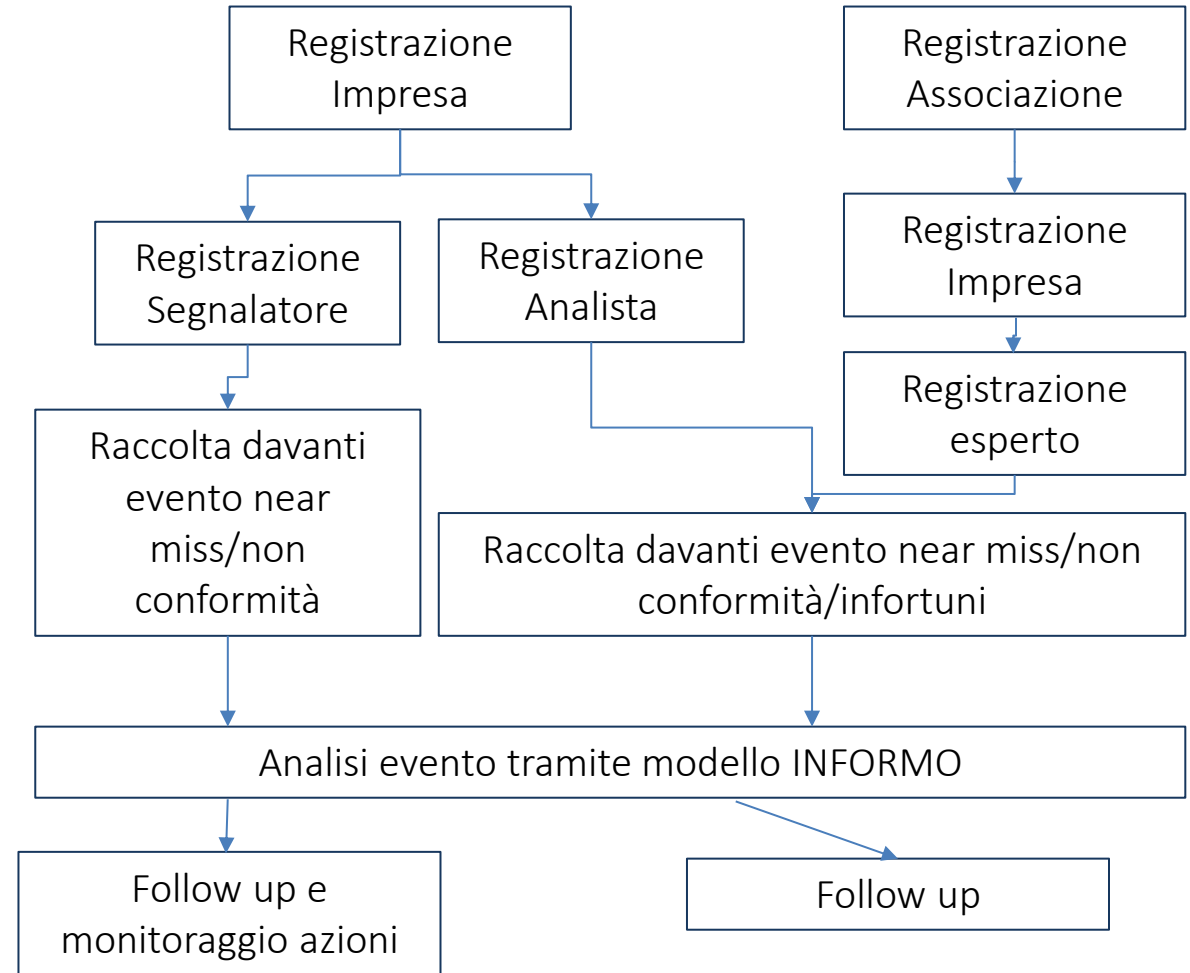 Registrazione
Impresa
Registrazione
Associazione
Registrazione
Segnalatore
Registrazione
Analista
Registrazione
Impresa
Registrazione
esperto
Raccolta davanti
evento near
miss/non
conformità
Raccolta davanti evento near miss/non
conformità/infortuni
Analisi evento tramite modello INFORMO
Follow up e
monitoraggio azioni
Follow up